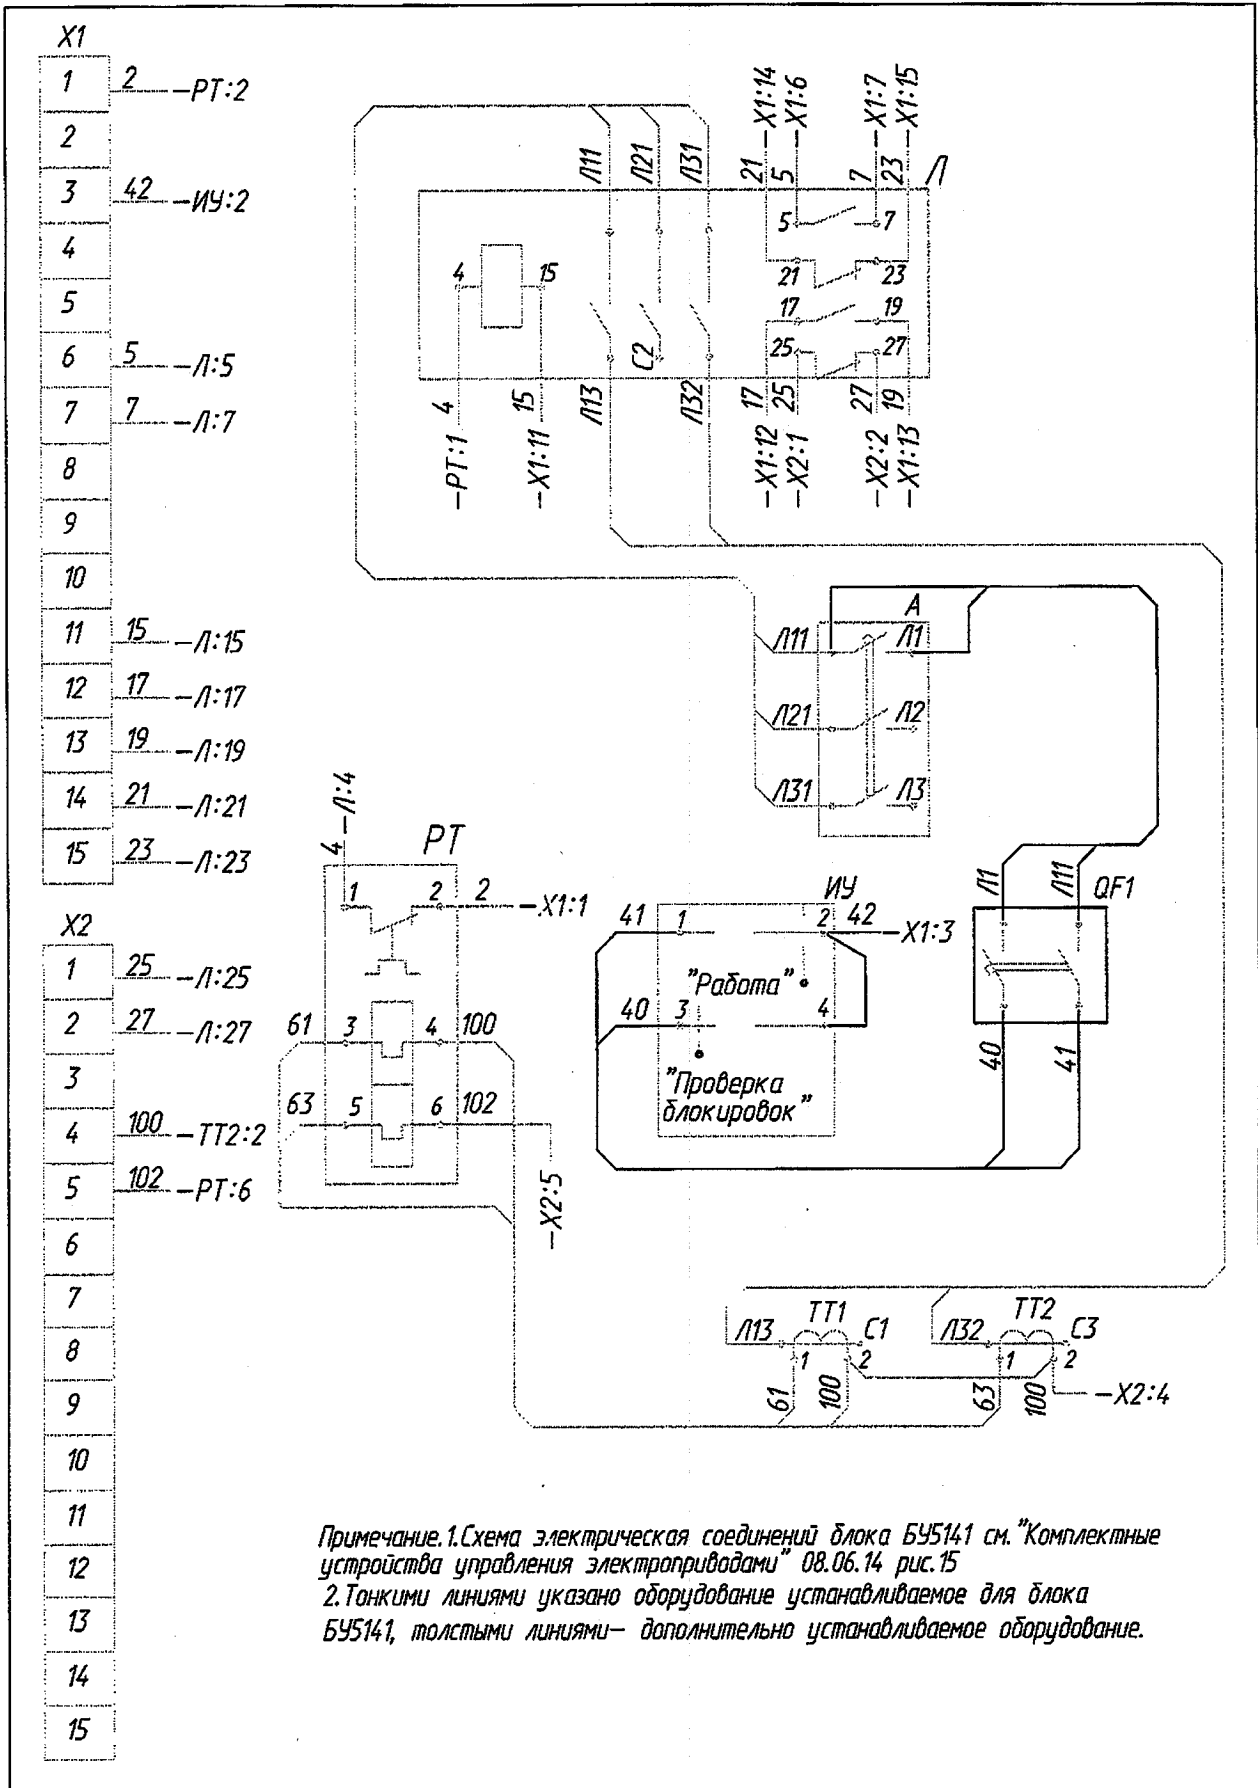 X1
1 2 –РТ:2
2
3 42 –ИУ:2
4
5
6 5 –Л:5
7 7 –Л:7
8
9
10
11 15 –Л:15
12 17 –Л:17
13 19 –Л:19
14 21 –Л:21
15 23 –Л:23
X2
1 25 –Л:25
2 27 –Л:27
3
4 100 –ТТ2:2
5 102 –РТ:6
6
7
8
9
10
11
12
13
14
15
–X1:14
–X1:6
–X1:7
–X1:15
Л11
Л21
Л31
21
5
7
23
Л
5 7
21 23
17 19
25 27
4 15
С2
4
15
Л13
Л32
17
25
27
19
–РТ:1
–X1:11
–X1:12
–X2:1
–X2:2
–X1:13
А
Л11 Л1
Л21 Л2
Л31 Л3
–Л:4
4
РТ
1 2 2 –X1:1
61 3 4 100
63 5 6 102
–X2:5
ИУ
41 1 2 42 –X1:3
"Работа"
40 3 4
"Проверка
блокировок"
Л1
Л11
QF1
40
41
ТТ1
Л13 С1
1 2
61
100
ТТ2
Л32 С3
1 2
63
100
–X2:4
Примечание.1.Схема электрическая соединений блока БУ5141 см."Комплектные
устройства управления электроприводами" 08.06.14 рис.15
2.Тонкими линиями указано оборудование устанавливаемое для блока
БУ5141, толстыми линиями– дополнительно устанавливаемое оборудование.